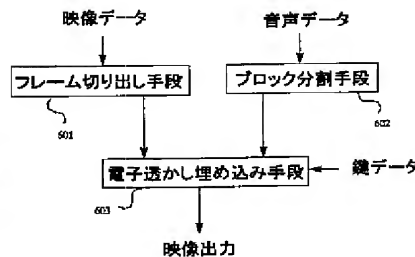 映像データ
音声データ
フレーム切り出し手段
ブロック分割手段
601
602
電子透かし埋め込み手段
鍵データ
603
映像出力